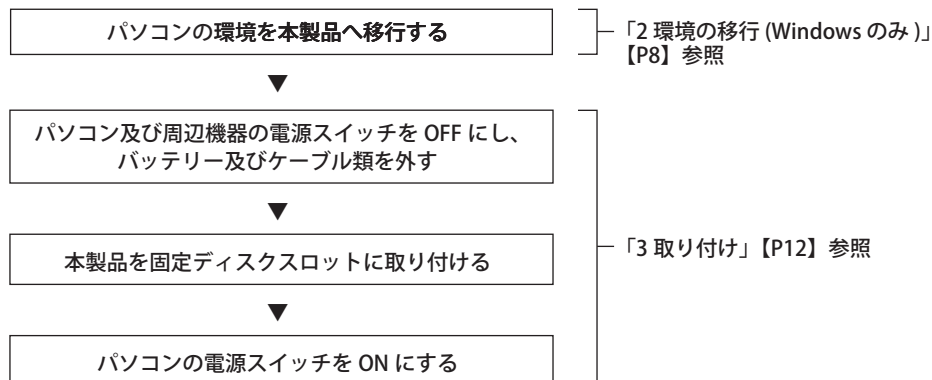 パソコンの環境を本製品へ移行する
「2 環境の移行 (Windows のみ )」
【P8】参照
▼
パソコン及び周辺機器の電源スイッチを OFF にし、
バッテリー及びケーブル類を外す
▼
本製品を固定ディスクスロットに取り付ける
「3 取り付け」【P12】参照
▼
パソコンの電源スイッチを ON にする